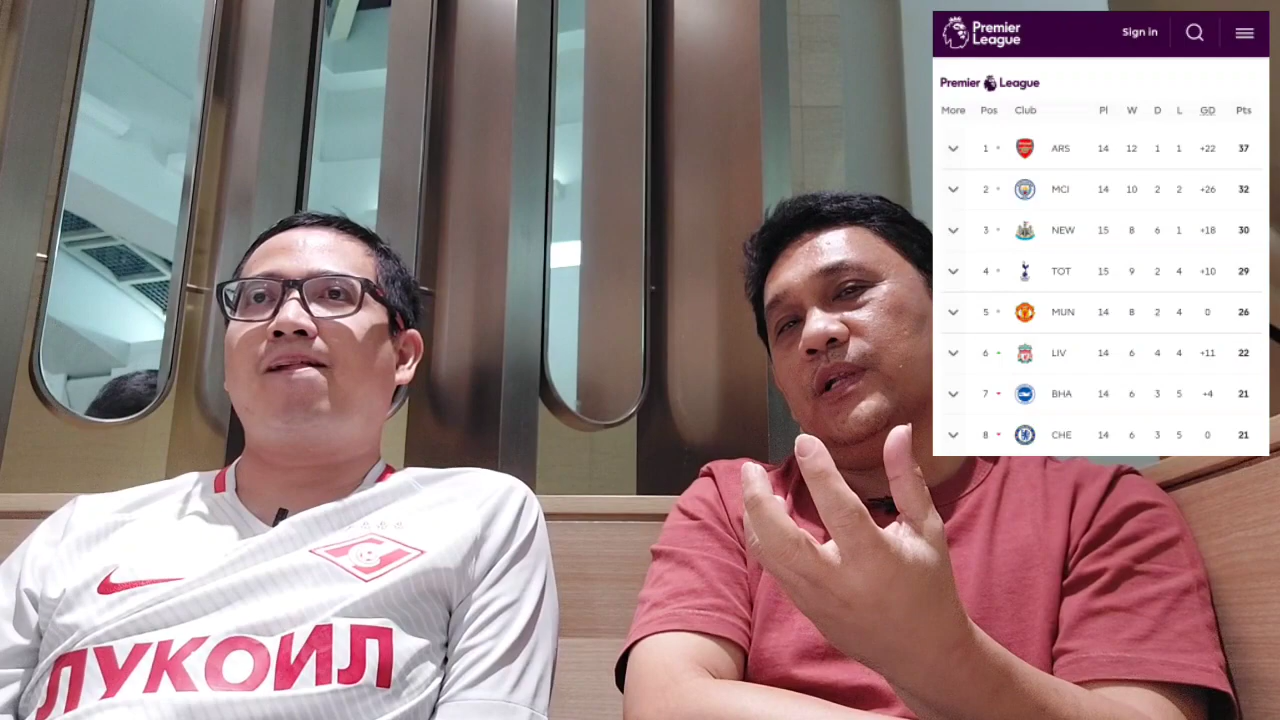 Premier
League
Sign in
Premier League
More Pos Club Pl W D L GD Pts
1 ARS 14 12 1 1 +22 37
2 MCI 14 10 2 2 +26 32
3 NEW 15 8 6 1 +18 30
4 TOT 15 9 2 4 +10 29
5 MUN 14 8 2 4 0 26
6 LIV 14 6 4 4 +11 22
7 BHA 14 6 3 5 +4 21
8 CHE 14 6 3 5 0 21
ЛУКОИЛ